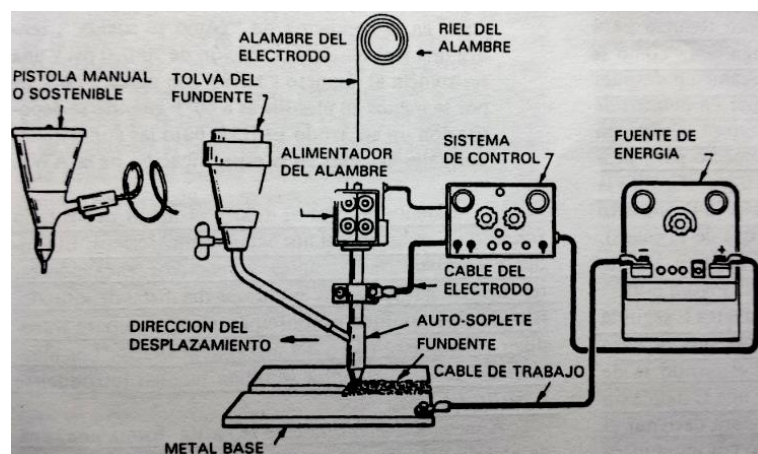 ALAMBRE DEL
ELECTRODO
RIEL DEL
ALAMBRE
PISTOLA MANUAL
O SOSTENIBLE
TOLVA DEL
FUNDENTE
ALIMENTADOR
DEL ALAMBRE
SISTEMA
DE CONTROL
FUENTE DE
ENERGIA
- +
CABLE DEL
ELECTRODO
DIRECCION DEL
DESPLAZAMIENTO
AUTO-SOPLETE
FUNDENTE
CABLE DE TRABAJO
METAL BASE